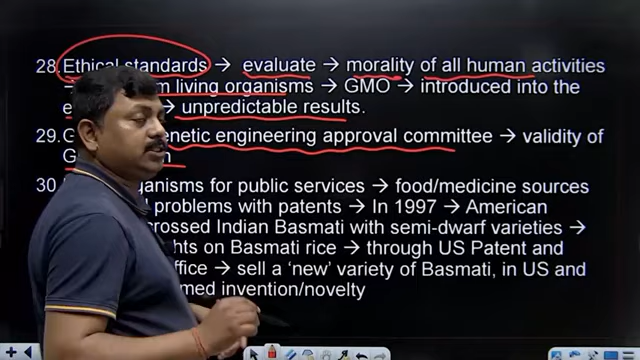 28. Ethical standards → evaluate → morality of all human activities
→ m living organisms → GMO → introduced into the
e → unpredictable results.
29. G enetic engineering approval committee → validity of
G n
30. organisms for public services → food/medicine sources
problems with patents → In 1997 → American
crossed Indian Basmati with semi-dwarf varieties →
ghts on Basmati rice → through US Patent and
ffice → sell a ‘new’ variety of Basmati, in US and
med invention/novelty